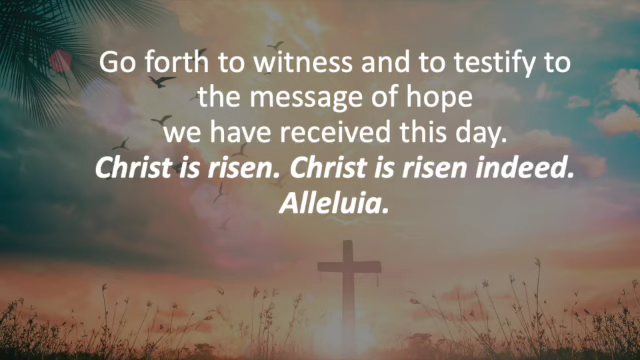 Go forth to witness and to testify to
the message of hope
we have received this day.
Christ is risen. Christ is risen indeed.
Alleluia.